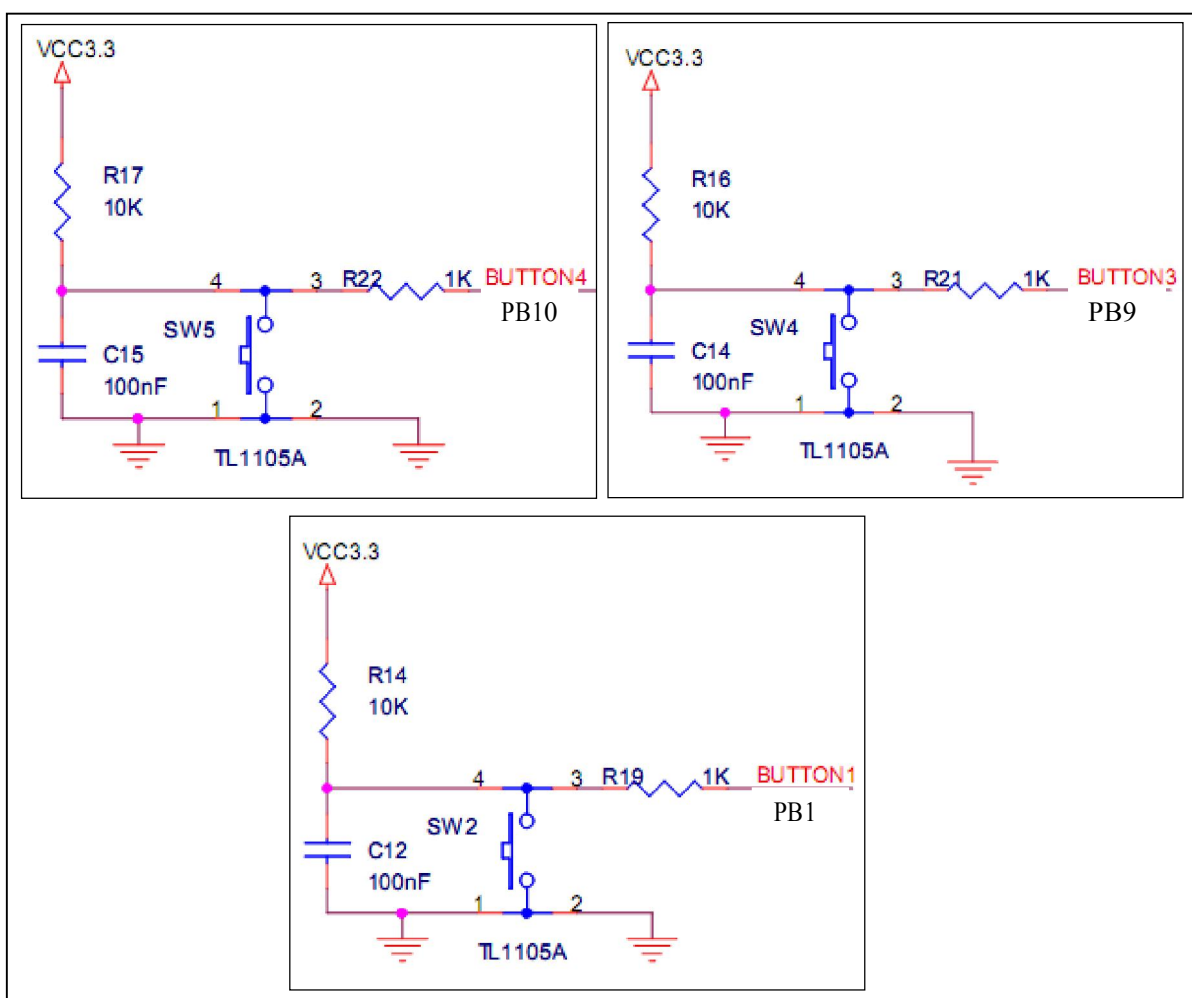 VCC3.3
R17
10K
4 3 R22 1K BUTTON4
PB10
SW5
C15
100nF
1 2
TL1105A
VCC3.3
R16
10K
4 3 R21 1K BUTTON3
PB9
SW4
C14
100nF
1 2
TL1105A
VCC3.3
R14
10K
4 3 R19 1K BUTTON1
PB1
SW2
C12
100nF
1 2
TL1105A